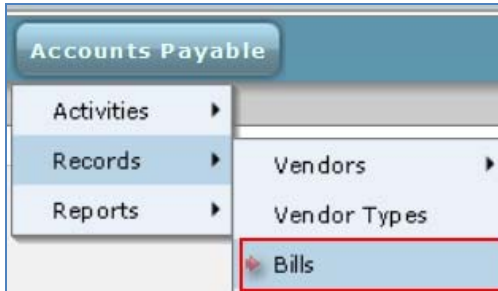 Accounts Payable
Activities
Records
Reports
Vendors
Vendor Types
Bills